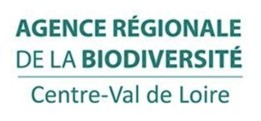 AGENCE RÉGIONALE
DE LA BIODIVERSITÉ
Centre-Val de Loire